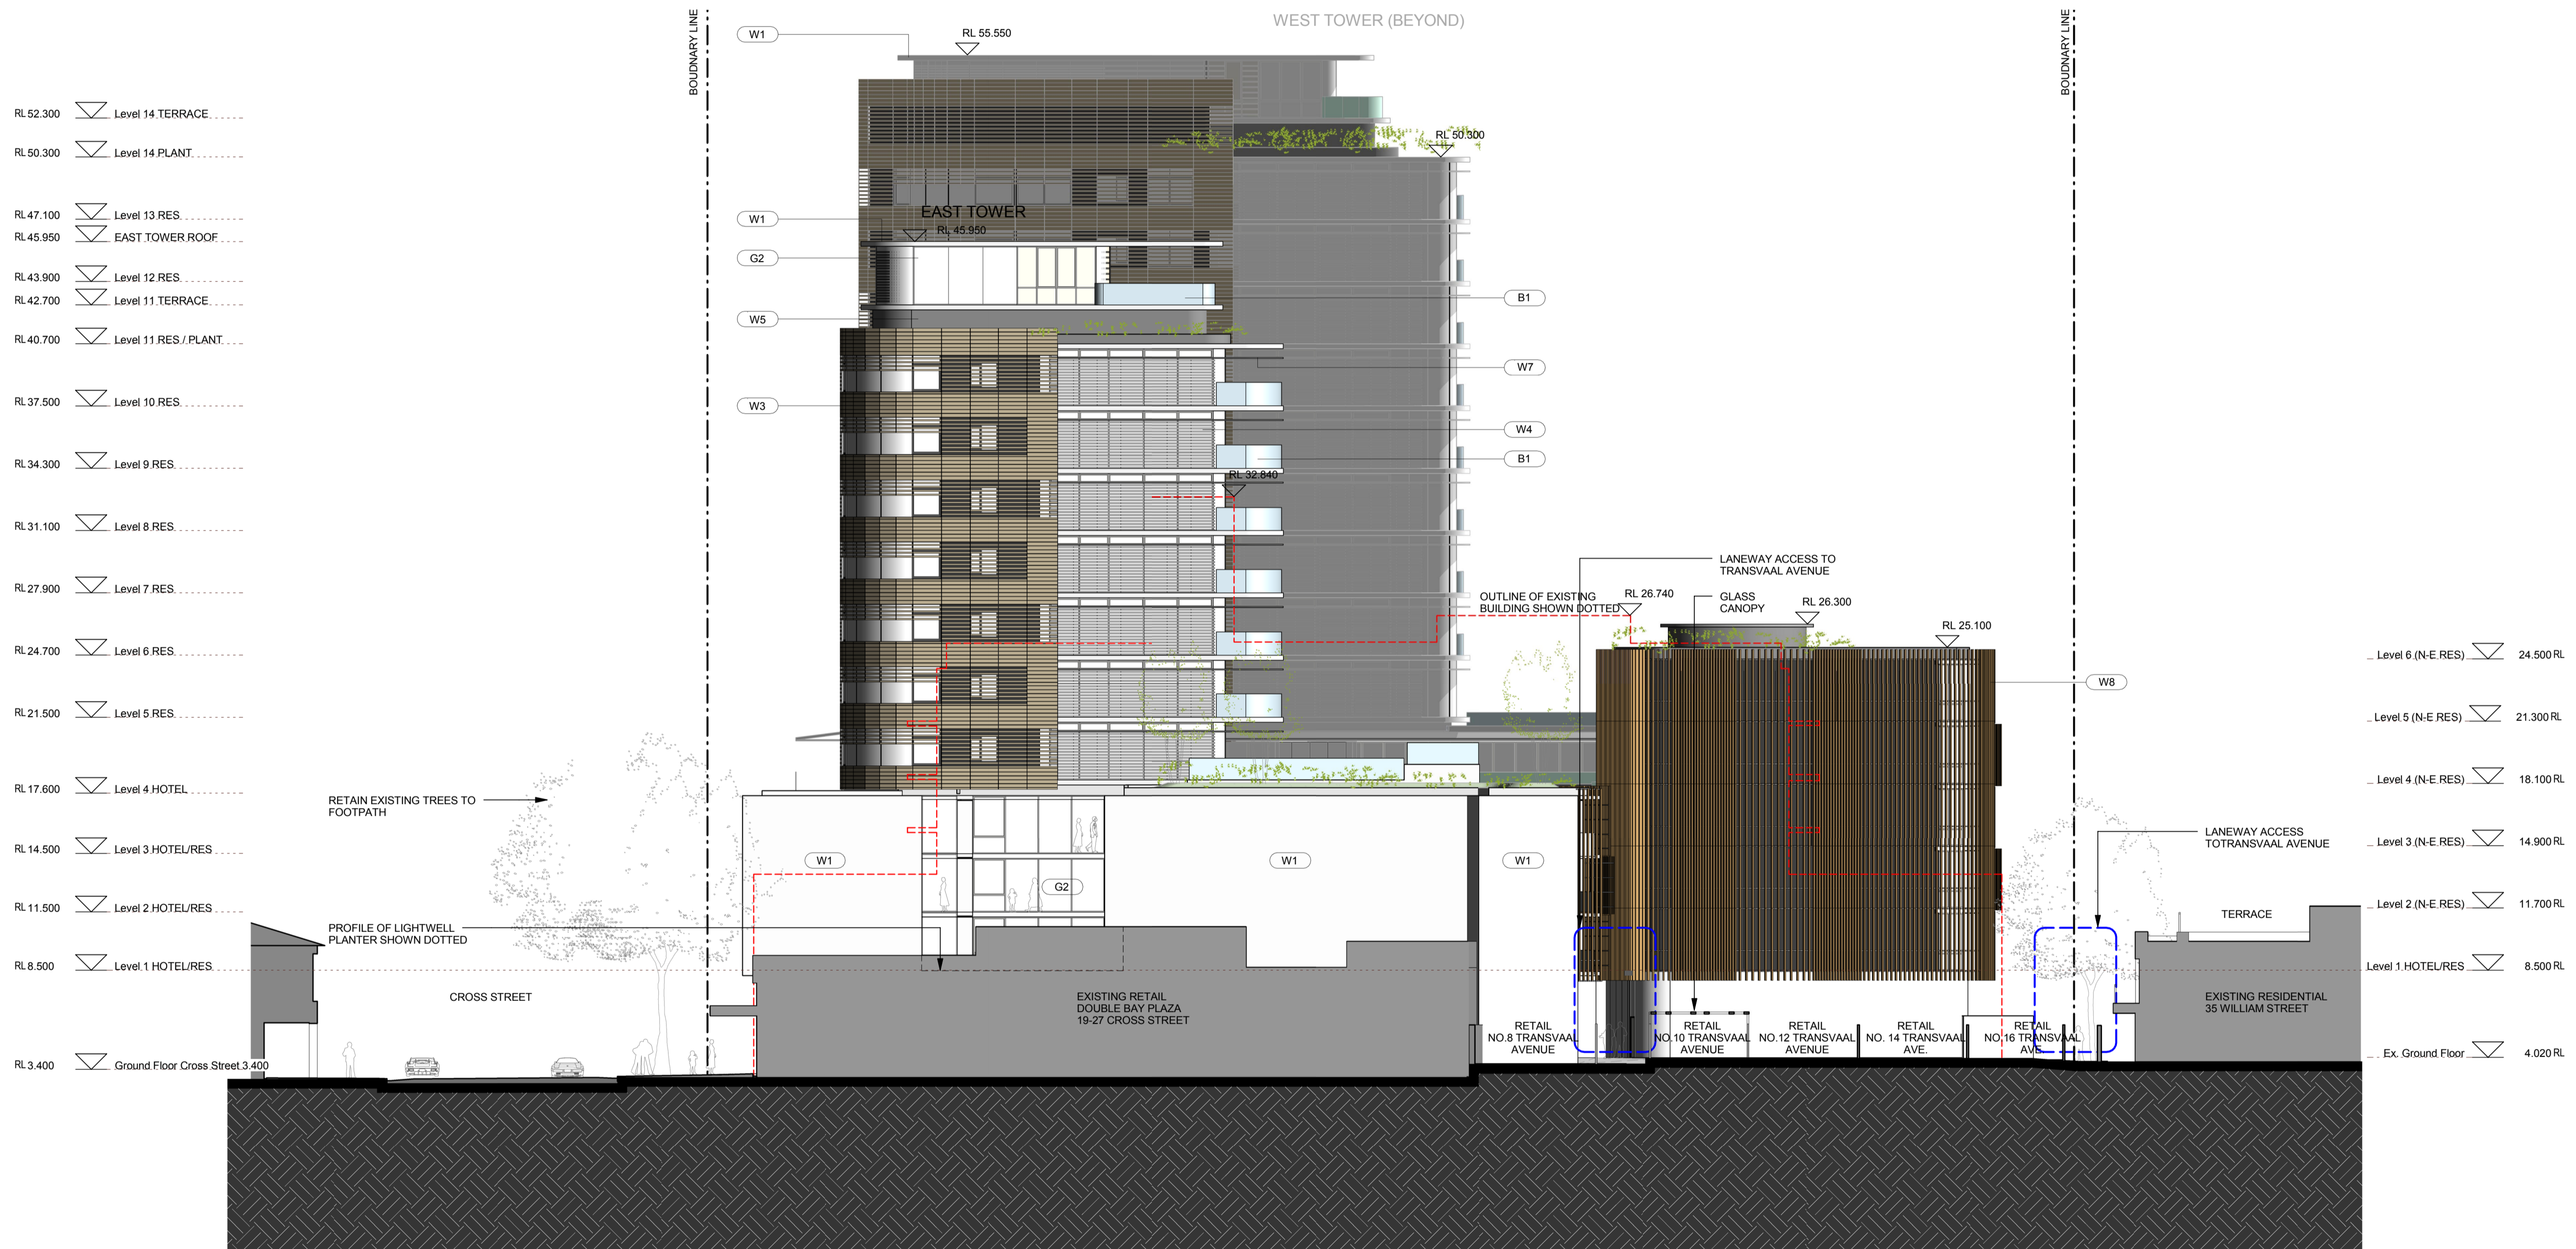 WEST TOWER (BEYOND)
BOUDNARY LINE
BOUDNARY LINE
W1
RL 55.550
RL 50.300
W1
EAST TOWER
RL 45.950
G2
B1
W5
W7
W3
W4
B1
RL 32.840
RL 52.300 Level 14 TERRACE
RL 50.300 Level 14 PLANT
RL 47.100 Level 13 RES
RL 45.950 EAST TOWER ROOF
RL 43.900 Level 12 RES
RL 42.700 Level 11 TERRACE
RL 40.700 Level 11 RES / PLANT
RL 37.500 Level 10 RES
RL 34.300 Level 9 RES
RL 31.100 Level 8 RES
RL 27.900 Level 7 RES
RL 24.700 Level 6 RES
RL 21.500 Level 5 RES
RL 17.600 Level 4 HOTEL
RL 14.500 Level 3 HOTEL/RES
RL 11.500 Level 2 HOTEL/RES
RL 8.500 Level 1 HOTEL/RES
RL 3.400 Ground Floor Cross Street 3.400
LANEWAY ACCESS TO
TRANSVAAL AVENUE
OUTLINE OF EXISTING
BUILDING SHOWN DOTTED
RL 26.740
GLASS
CANOPY
RL 26.300
RL 25.100
W8
Level 6 (N-E RES) 24.500 RL
Level 5 (N-E RES) 21.300 RL
Level 4 (N-E RES) 18.100 RL
Level 3 (N-E RES) 14.900 RL
Level 2 (N-E RES) 11.700 RL
Level 1 HOTEL/RES 8.500 RL
Ex. Ground Floor 4.020 RL
RETAIN EXISTING TREES TO
FOOTPATH
LANEWAY ACCESS
TOTRANSVAAL AVENUE
W1
W1
W1
G2
PROFILE OF LIGHTWELL
PLANTER SHOWN DOTTED
TERRACE
CROSS STREET
EXISTING RETAIL
DOUBLE BAY PLAZA
19-27 CROSS STREET
EXISTING RESIDENTIAL
35 WILLIAM STREET
RETAIL
NO.8 TRANSVAAL
AVENUE
RETAIL
NO.10 TRANSVAAL
AVENUE
RETAIL
NO.12 TRANSVAAL
AVENUE
RETAIL
NO. 14 TRANSVAAL
AVE.
RETAIL
NO.16 TRANSVAAL
AVE.